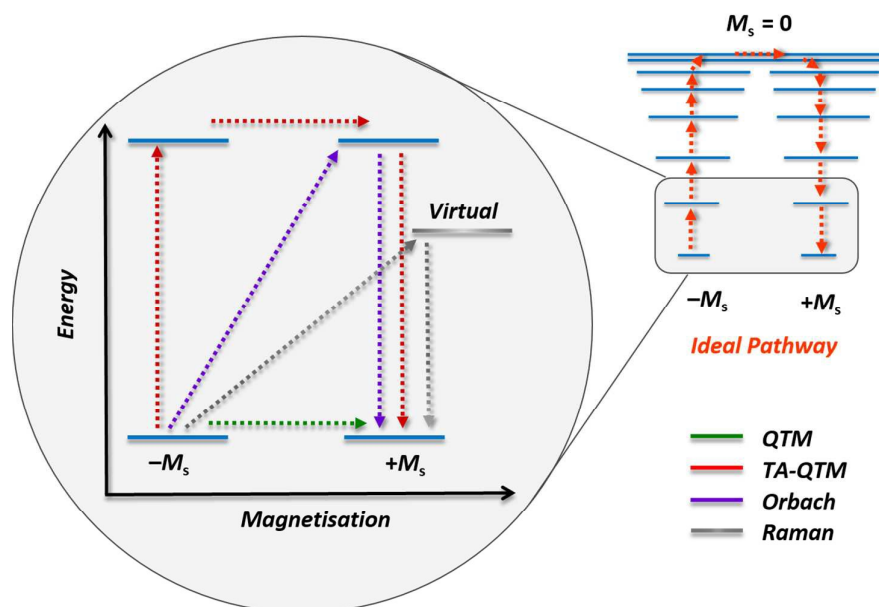 Mₛ = 0
Virtual
Energy
–Mₛ
+Mₛ
Magnetisation
–Mₛ
+Mₛ
Ideal Pathway
QTM
TA-QTM
Orbach
Raman